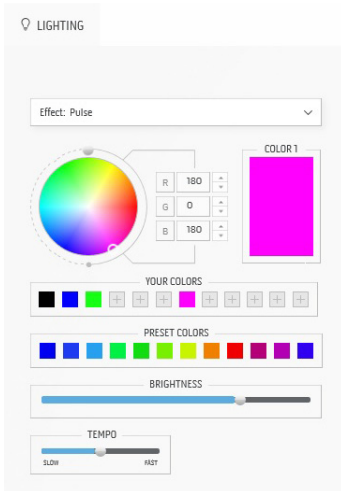 LIGHTING
Effect: Pulse
COLOR 1
R 180
G 0
B 180
YOUR COLORS
PRESET COLORS
BRIGHTNESS
TEMPO
SLOW FAST